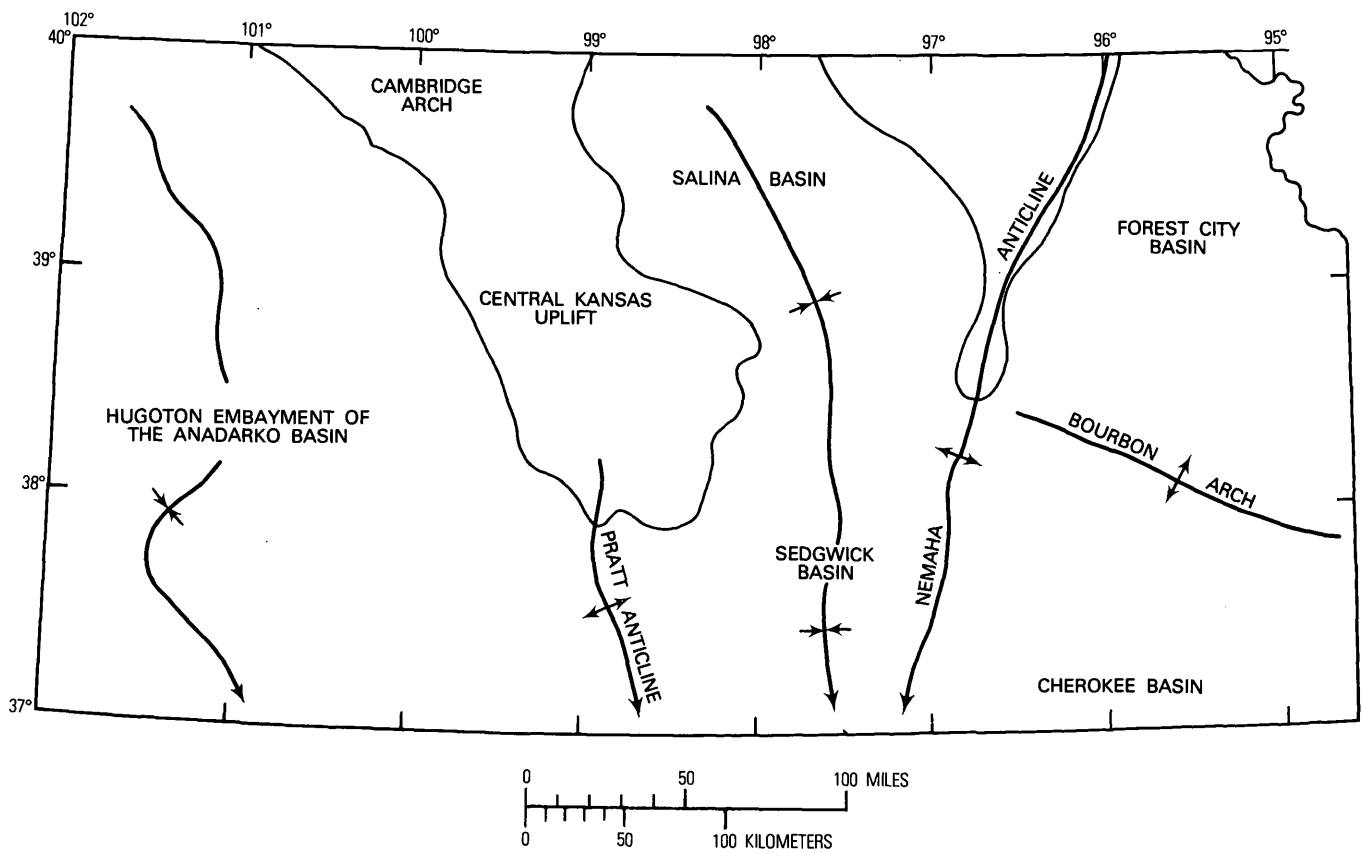 102°
101°
100°
99°
98°
97°
96°
95°
40°
39°
38°
37°
CAMBRIDGE
ARCH
SALINA BASIN
ANTICLINE
FOREST CITY
BASIN
CENTRAL KANSAS
UPLIFT
HUGOTON EMBAYMENT OF
THE ANADARKO BASIN
BOURBON ARCH
PRATT ANTICLINE
SEDGWICK
BASIN
NEMAHA
CHEROKEE BASIN
0 50 100 MILES
0 50 100 KILOMETERS